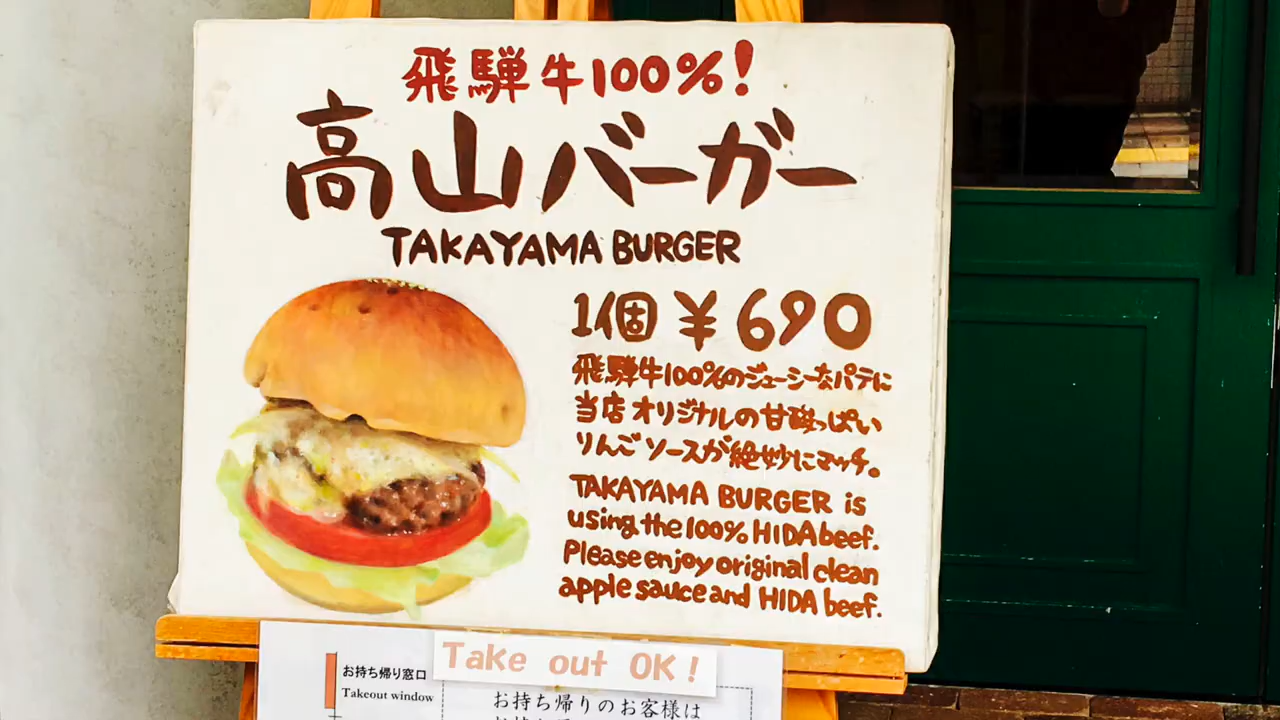 飛騨牛100%!
高山バーガー
TAKAYAMA BURGER
1個 ¥690
飛騨牛100%のジューシーなパテに
当店オリジナルの甘酸っぱい
りんごソースが絶妙にマッチ。
TAKAYAMA BURGER is
using the 100% HIDA beef.
Please enjoy original clean
apple sauce and HIDA beef.
Take out OK!
お持ち帰り窓口
Takeout window
お持ち帰りのお客様は